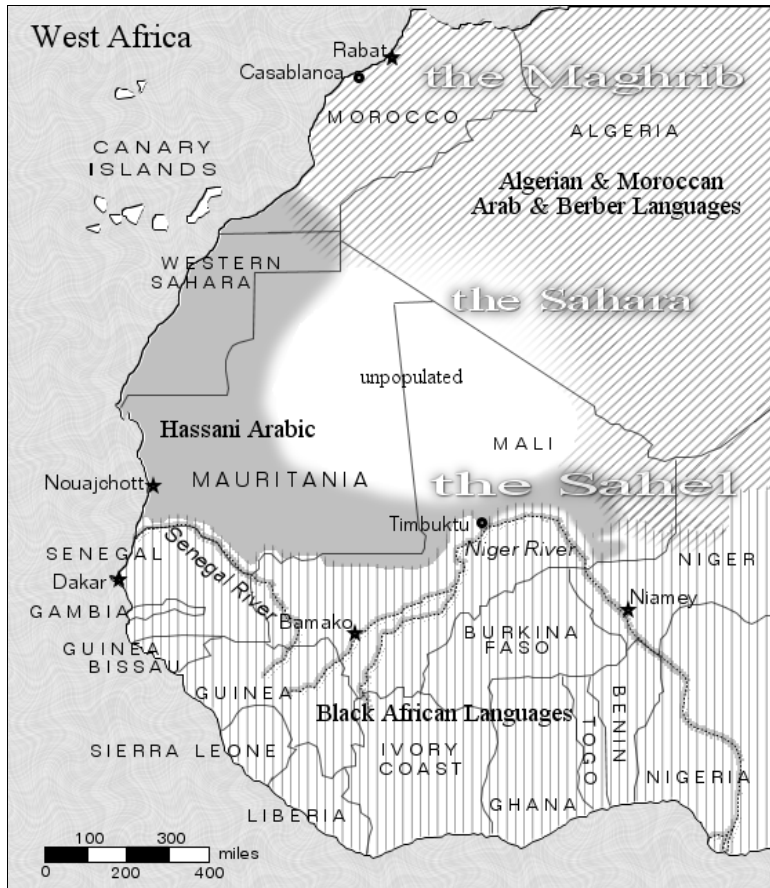 West Africa
Rabat
Casablanca
the Maghrib
MOROCCO
ALGERIA
CANARY
ISLANDS
Algerian & Moroccan
Arab & Berber Languages
WESTERN
SAHARA
the Sahara
unpopulated
Hassani Arabic
MALI
MAURITANIA
the Sahel
Nouajchott
Timbuktu
Niger River
SENEGAL
Senegal River
NIGER
Dakar
GAMBIA
Niamey
Bamako
BURKINA
FASO
GUINEA
BISSAU
GUINEA
Black African Languages
BENIN
TOGO
SIERRA LEONE
IVORY
COAST
NIGERIA
GHANA
LIBERIA
100 300
miles
0 200 400